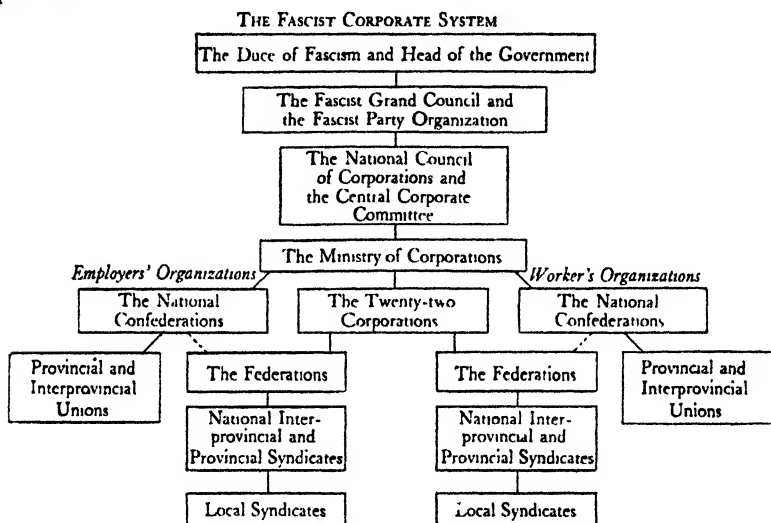 THE FASCIST CORPORATE SYSTEM
The Duce of Fascism and Head of the Government
The Fascist Grand Council and
the Fascist Party Organization
The National Council
of Corporations and
the Central Corporate
Committee
The Ministry of Corporations
Employers' Organizations
Worker's Organizations
The National
Confederations
The Twenty-two
Corporations
The National
Confederations
Provincial and
Interprovincial
Unions
The Federations
The Federations
Provincial and
Interprovincial
Unions
National Inter-
provincial and
Provincial Syndicates
National Inter-
provincial and
Provincial Syndicates
Local Syndicates
Local Syndicates